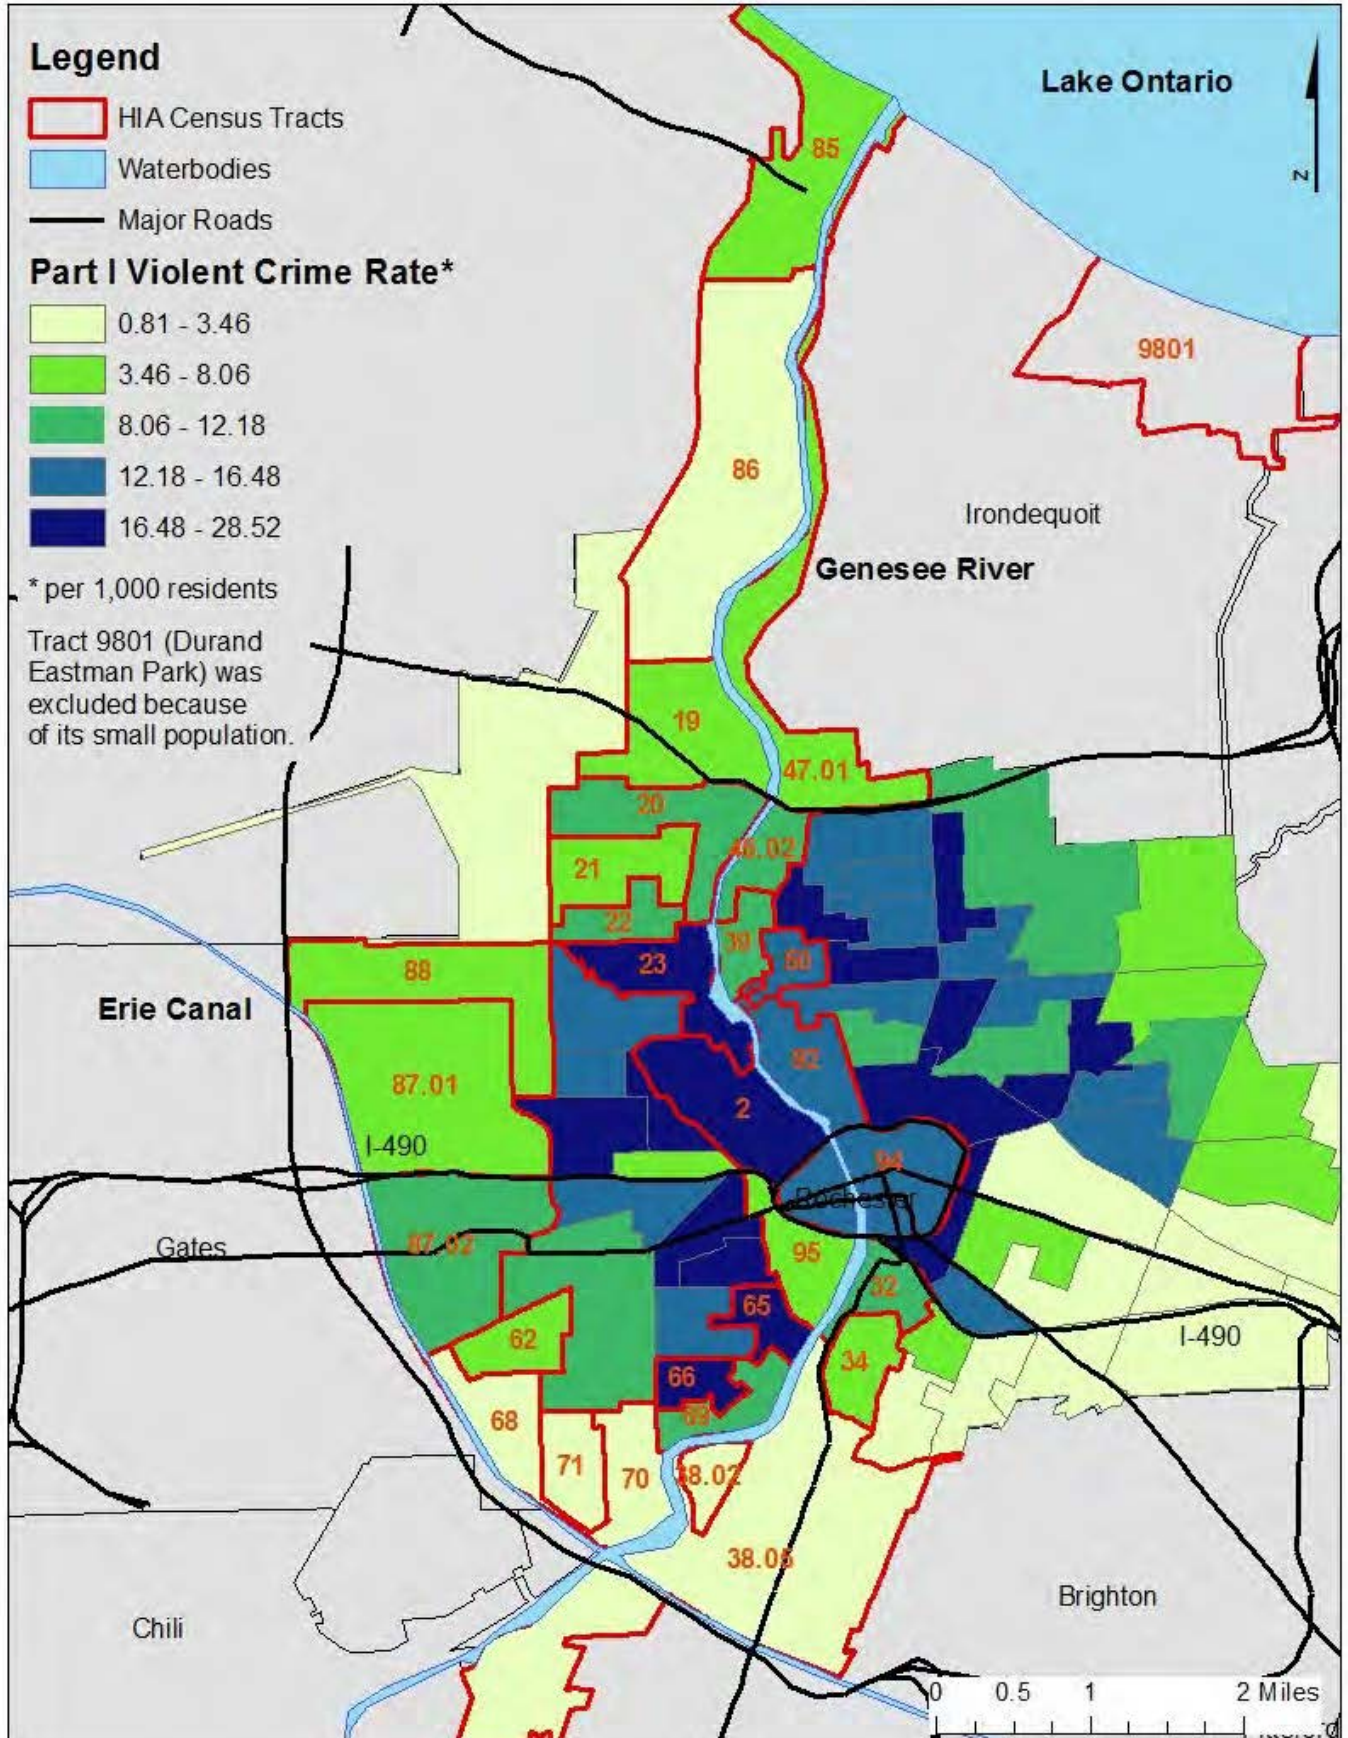 Legend
HIA Census Tracts
Waterbodies
Major Roads
Part I Violent Crime Rate*
0.81 - 3.46
3.46 - 8.06
8.06 - 12.18
12.18 - 16.48
16.48 - 28.52
* per 1,000 residents
Tract 9801 (Durand
Eastman Park) was
excluded because
of its small population.
Lake Ontario
z
85
9801
86
Irondequoit
Genesee River
19
47.01
20
46.02
21
22
39
23
50
88
Erie Canal
87.01
92
2
I-490
94
Rochester
Gates
87.02
95
32
65
62
34
I-490
66
69
68
71
70
38.02
38.05
Brighton
Chili
0 0.5 1 2 Miles